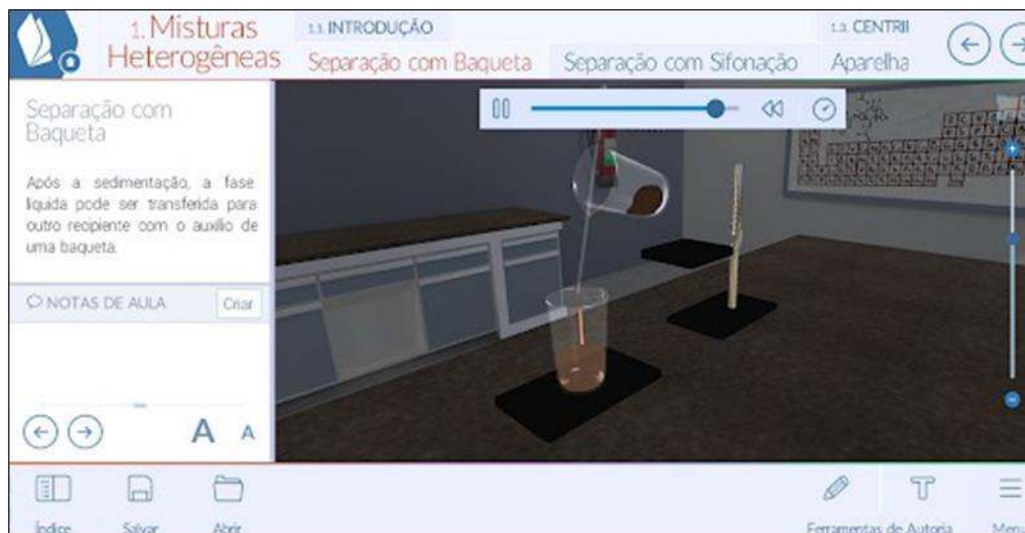 1. Misturas
Heterogêneas
1.1. INTRODUÇÃO
1.3. CENTRII
Separação com Baqueta
Separação com Sifonação
Aparelha
Separação com
Baqueta
Após a sedimentação, a fase
líquida pode ser transferida para
outro recipiente com o auxílio de
uma baqueta.
NOTAS DE AULA
Criar
A A
Índice
Salvar
Abrir
Ferramentas de Autoria
Menu